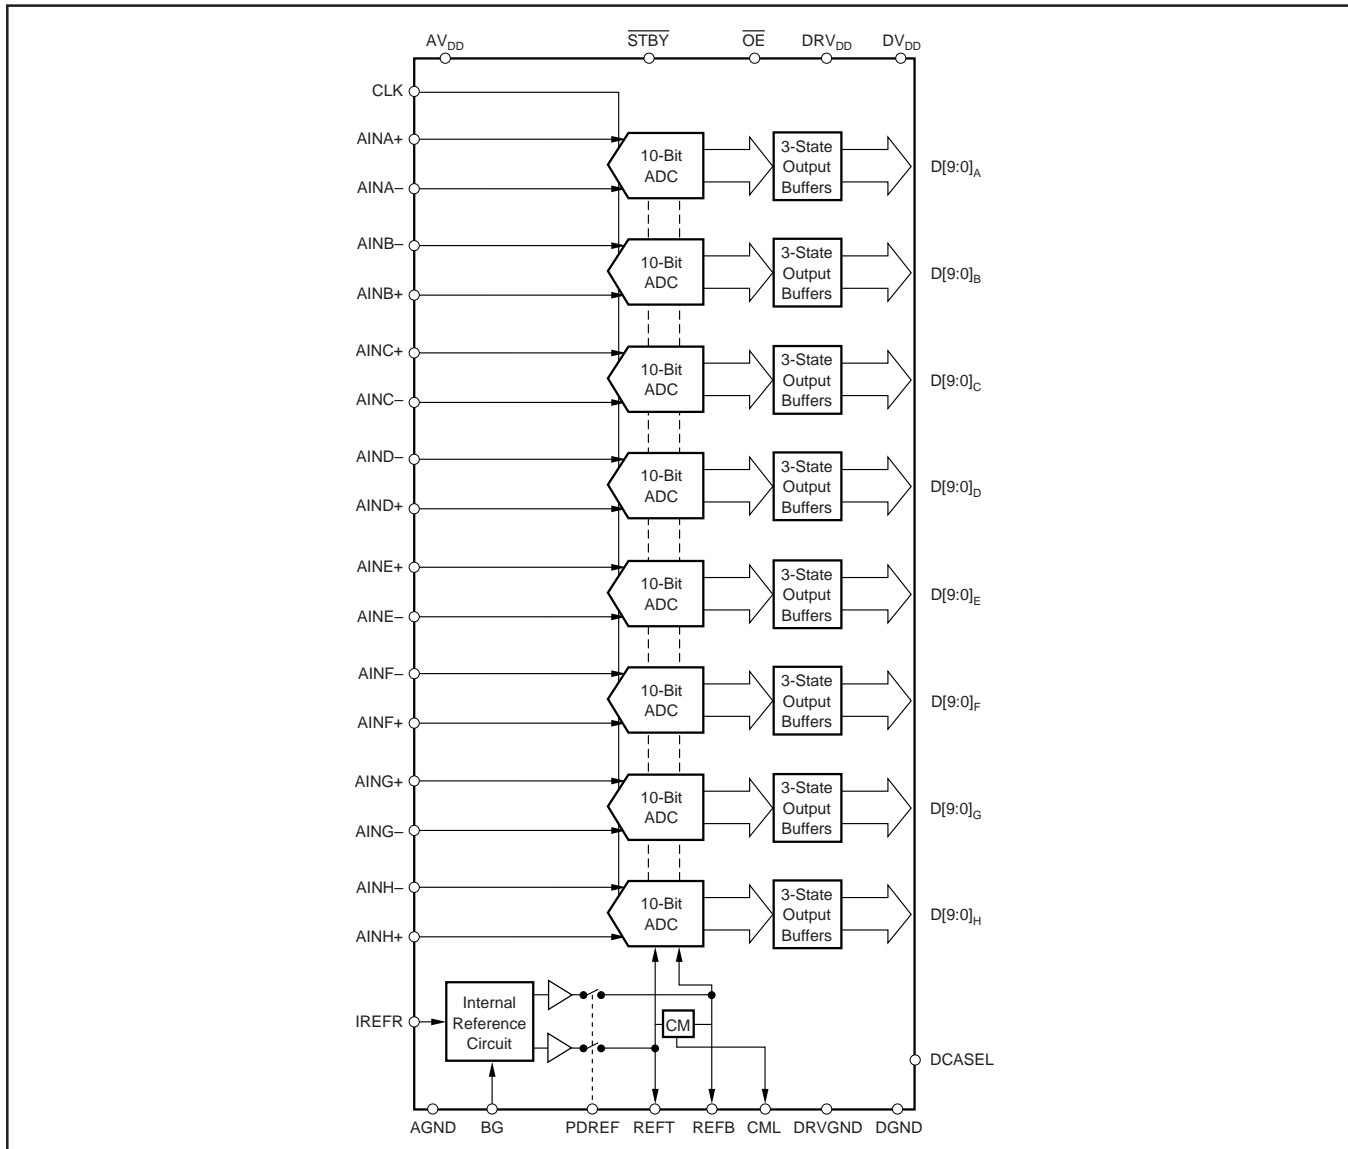 AVDD
S̅T̅B̅Y̅
O̅E̅
DRVDD
DVDD
CLK
AINA+
10-Bit
ADC
3-State
Output
Buffers
D[9:0]A
AINA–
AINB–
10-Bit
ADC
3-State
Output
Buffers
D[9:0]B
AINB+
AINC+
10-Bit
ADC
3-State
Output
Buffers
D[9:0]C
AINC–
AIND–
10-Bit
ADC
3-State
Output
Buffers
D[9:0]D
AIND+
AINE+
10-Bit
ADC
3-State
Output
Buffers
D[9:0]E
AINE–
AINF–
10-Bit
ADC
3-State
Output
Buffers
D[9:0]F
AINF+
AING+
10-Bit
ADC
3-State
Output
Buffers
D[9:0]G
AING–
AINH–
10-Bit
ADC
3-State
Output
Buffers
D[9:0]H
AINH+
IREFR
Internal
Reference
Circuit
CM
DCASEL
AGND
BG
PDREF
REFT
REFB
CML
DRVGND
DGND